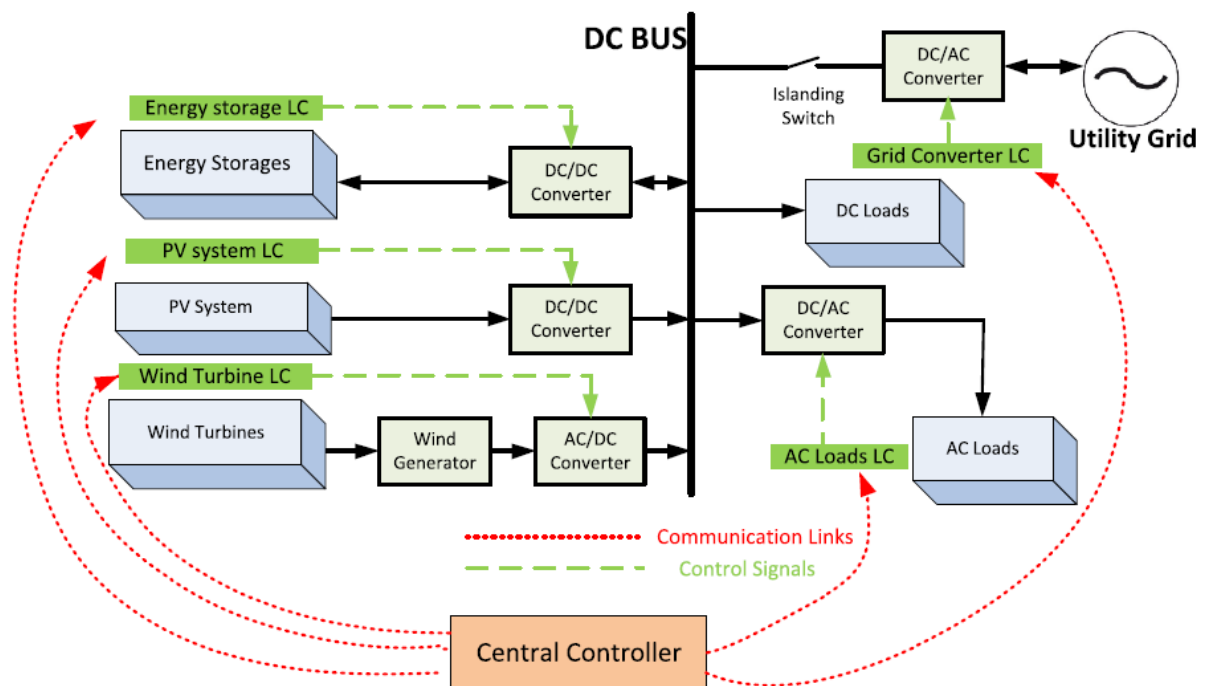 DC BUS
DC/AC
Converter
Islanding
Switch
Utility Grid
Grid Converter LC
Energy storage LC
Energy Storages
DC/DC
Converter
DC Loads
PV system LC
PV System
DC/DC
Converter
DC/AC
Converter
Wind Turbine LC
Wind Turbines
Wind
Generator
AC/DC
Converter
AC Loads LC
AC Loads
Communication Links
Control Signals
Central Controller